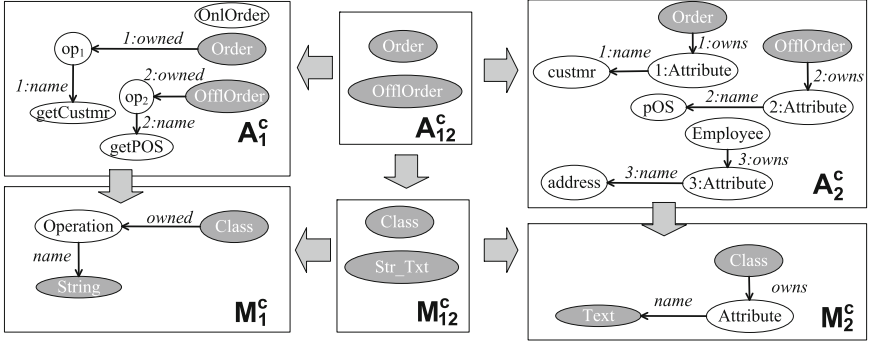 OnlOrder
op1
1:owned
Order
1:name
2:owned
op2
OfflOrder
getCustmr
2:name
getPOS
A1c
Order
OfflOrder
A12c
Order
1:owns
OfflOrder
1:name
custmr
1:Attribute
2:owns
pOS
2:name
2:Attribute
Employee
3:owns
address
3:name
3:Attribute
A2c
Operation
owned
Class
name
String
M1c
Class
Str_Txt
M12c
Class
owns
Text
name
Attribute
M2c